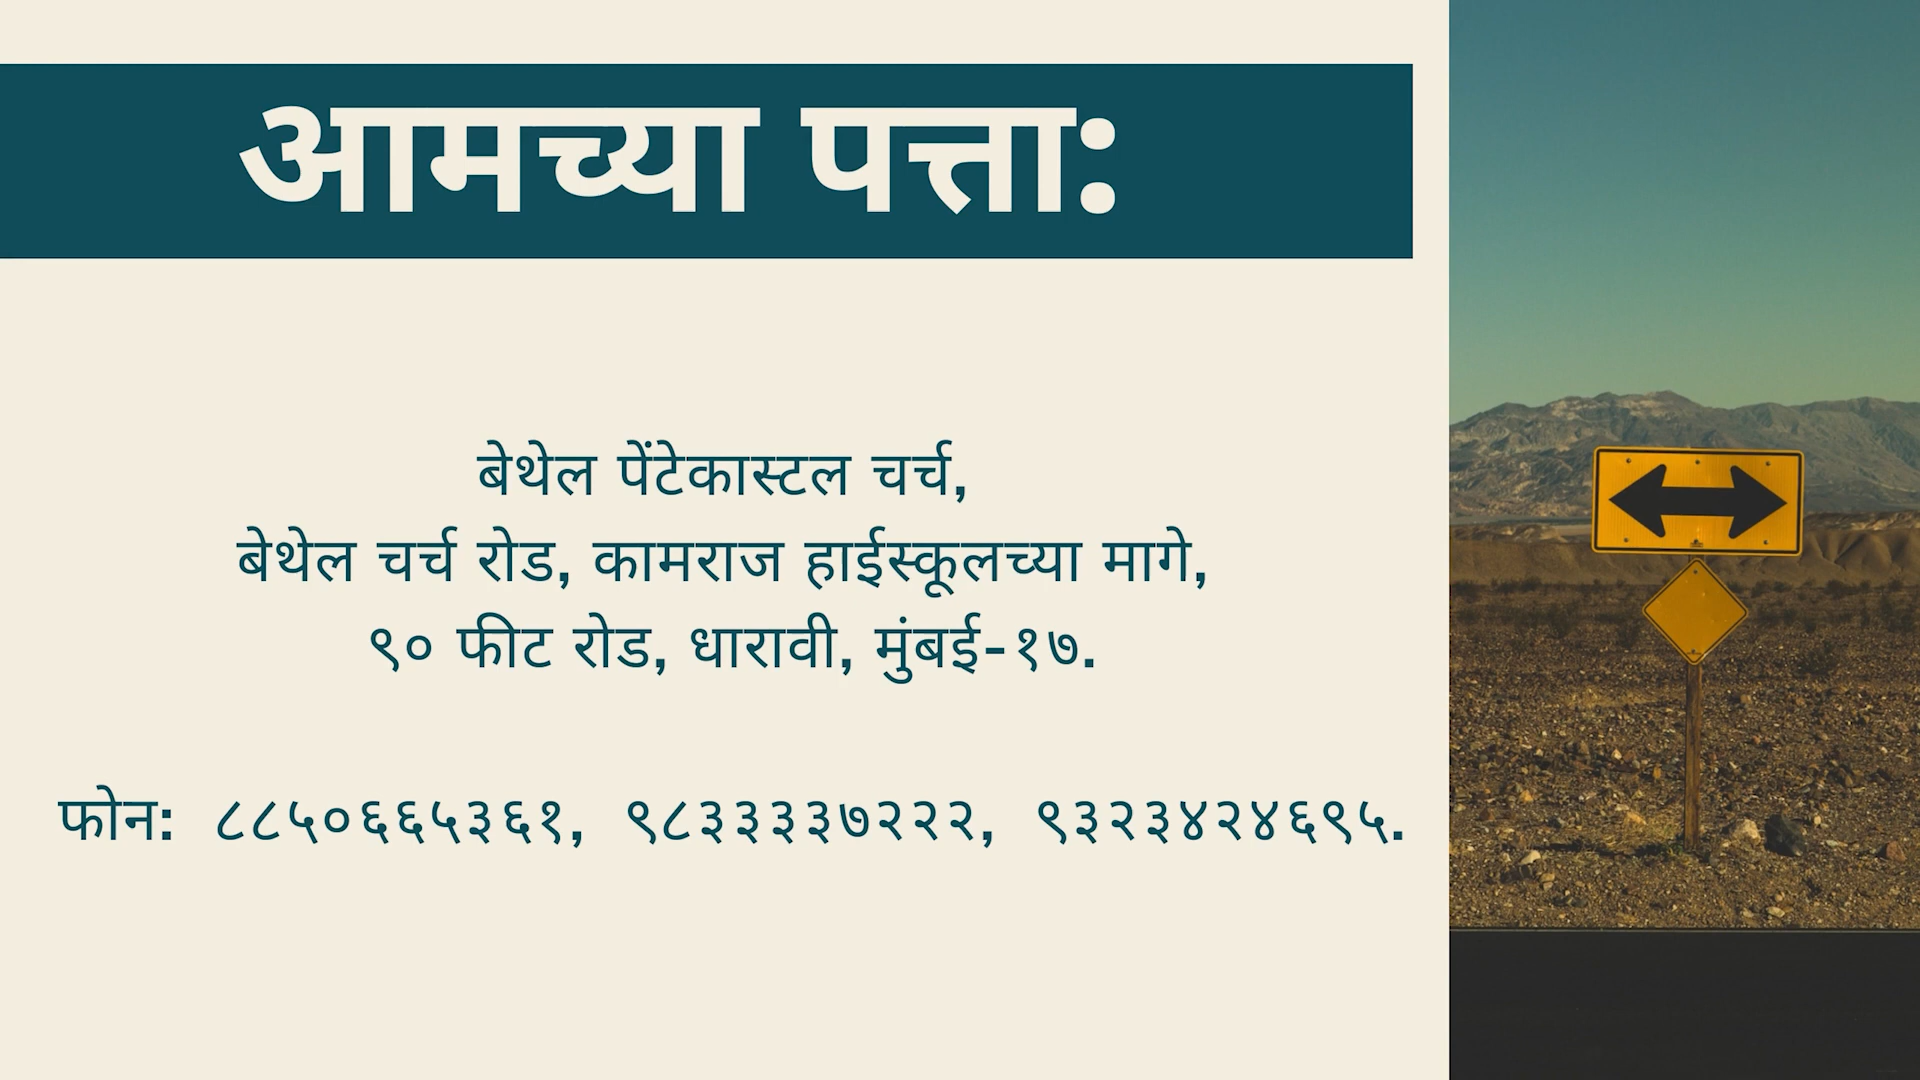 आमच्या पत्ता:
बेथेल पेंटेकास्टल चर्च,
बेथेल चर्च रोड, कामराज हाईस्कूलच्या मागे,
९० फीट रोड, धारावी, मुंबई-१७.
फोन: ८८५०६६५३६१, ९८३३३३७२२२, ९३२३४२४६९५.